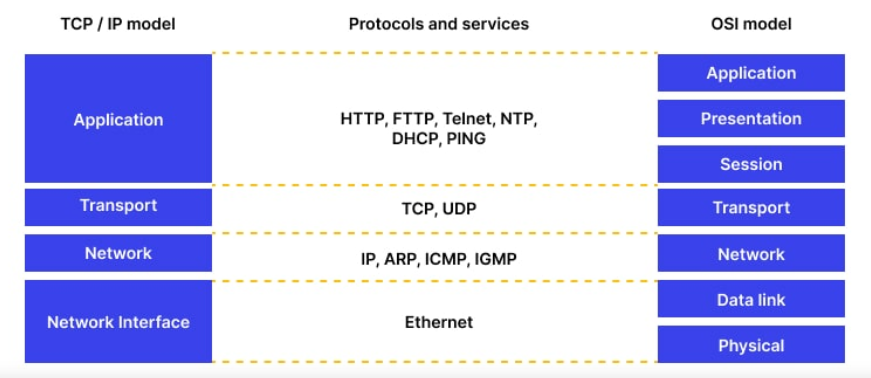 TCP / IP model
Protocols and services
OSI model
Application
HTTP, FTTP, Telnet, NTP,
DHCP, PING
Application
Presentation
Session
Transport
TCP, UDP
Transport
Network
IP, ARP, ICMP, IGMP
Network
Network Interface
Ethernet
Data link
Physical